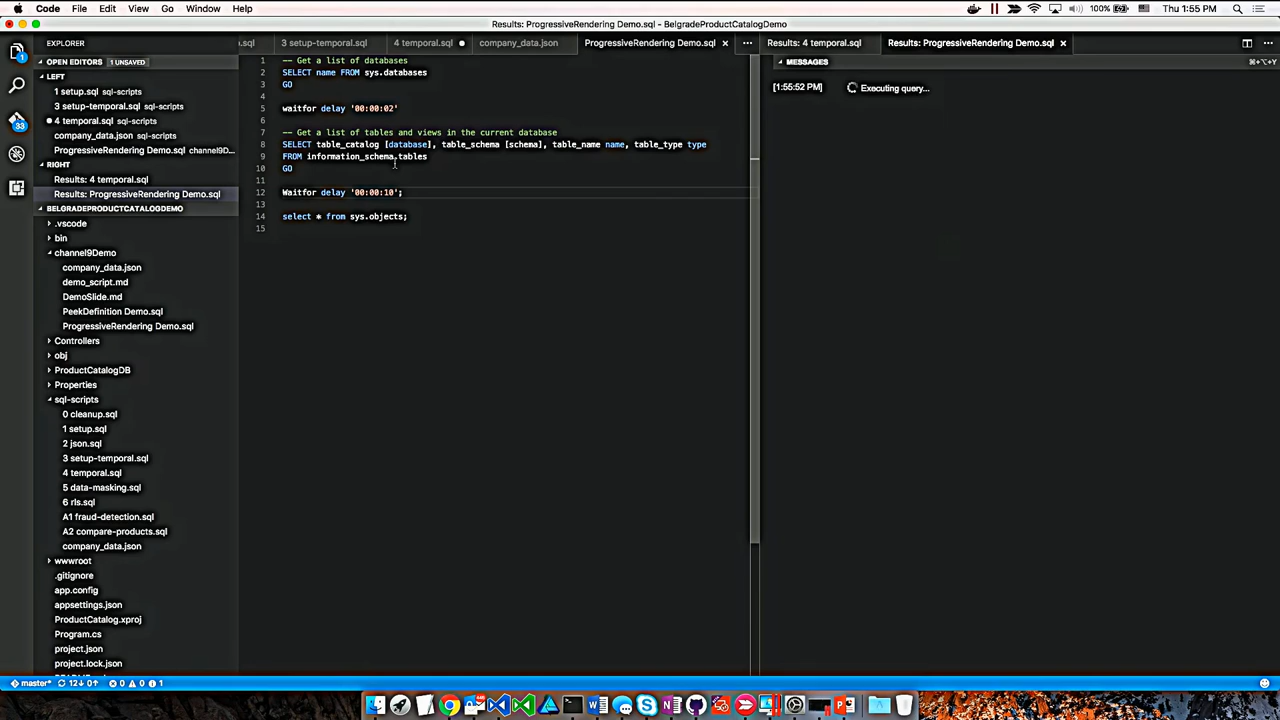 Code File Edit View Go Window Help
100% Thu 1:55 PM
Results: ProgressiveRendering Demo.sql - BelgradeProductCatalogDemo
EXPLORER
OPEN EDITORS 1 UNSAVED
LEFT
1 setup.sql sql-scripts
3 setup-temporal.sql sql-scripts
4 temporal.sql sql-scripts
company_data.json sql-scripts
ProgressiveRendering Demo.sql channel9D...
RIGHT
Results: 4 temporal.sql
Results: ProgressiveRendering Demo.sql
BELGRADEPRODUCTCATALOGDEMO
.vscode
bin
channel9Demo
company_data.json
demo_script.md
DemoSlide.md
PeekDefinition Demo.sql
ProgressiveRendering Demo.sql
Controllers
obj
ProductCatalogDB
Properties
sql-scripts
0 cleanup.sql
1 setup.sql
2 json.sql
3 setup-temporal.sql
4 temporal.sql
5 data-masking.sql
6 rls.sql
A1 fraud-detection.sql
A2 compare-products.sql
company_data.json
wwwroot
.gitignore
app.config
appsettings.json
ProductCatalog.xproj
Program.cs
project.json
project.lock.json
1
33
.sql 3 setup-temporal.sql 4 temporal.sql company_data.json ProgressiveRendering Demo.sql
1 -- Get a list of databases
2 SELECT name FROM sys.databases
3 GO
4
5 waitfor delay '00:00:02'
6
7 -- Get a list of tables and views in the current database
8 SELECT table_catalog [database], table_schema [schema], table_name name, table_type type
9 FROM information_schema.tables
10 GO
11
12 Waitfor delay '00:00:10';
13
14 select * from sys.objects;
15
Results: 4 temporal.sql Results: ProgressiveRendering Demo.sql
MESSAGES ⌘+⌥+Y
[1:55:52 PM] Executing query...
master* 12↓ 0↑ 0 0 1